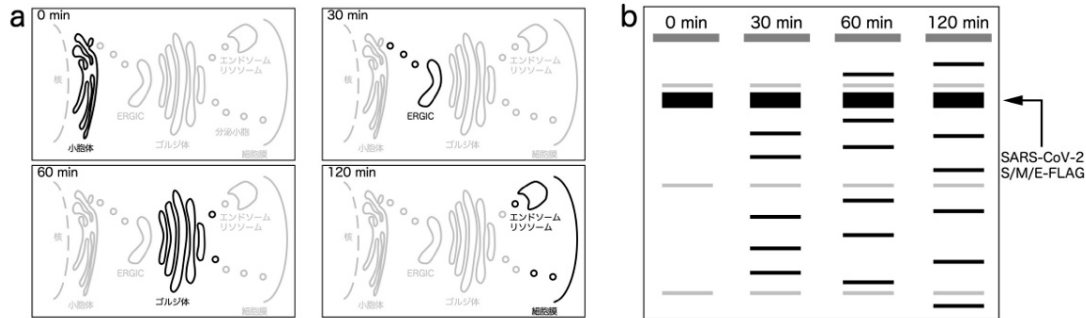 a
0 min
核
小胞体
ERGIC
ゴルジ体
エンドソーム
リソソーム
分泌小胞
細胞膜
30 min
核
小胞体
ERGIC
ゴルジ体
エンドソーム
リソソーム
細胞膜
60 min
核
小胞体
ERGIC
ゴルジ体
エンドソーム
リソソーム
細胞膜
120 min
核
小胞体
ERGIC
ゴルジ体
エンドソーム
リソソーム
細胞膜
b
0 min
30 min
60 min
120 min
SARS-CoV-2
S/M/E-FLAG